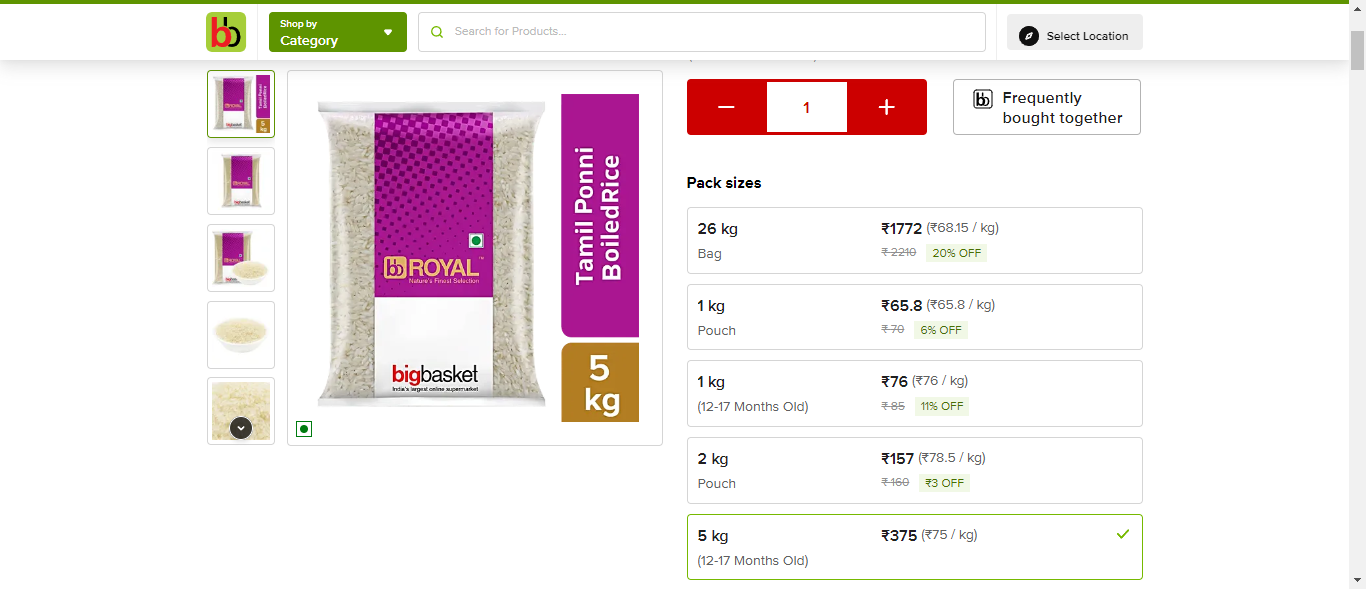 bb
Shop by
Category
Search for Products...
Select Location
Tamil Ponni
BoiledRice
5
kg
bb ROYAL™
Nature's Finest Selection
bigbasket
India's largest online supermarket
1
bb
Frequently
bought together
Pack sizes
26 kg ₹1772 (₹68.15 / kg)
Bag ₹ 2210 20% OFF
1 kg ₹65.8 (₹65.8 / kg)
Pouch ₹ 70 6% OFF
1 kg ₹76 (₹76 / kg)
(12-17 Months Old) ₹ 85 11% OFF
2 kg ₹157 (₹78.5 / kg)
Pouch ₹ 160 ₹3 OFF
5 kg ₹375 (₹75 / kg)
(12-17 Months Old)